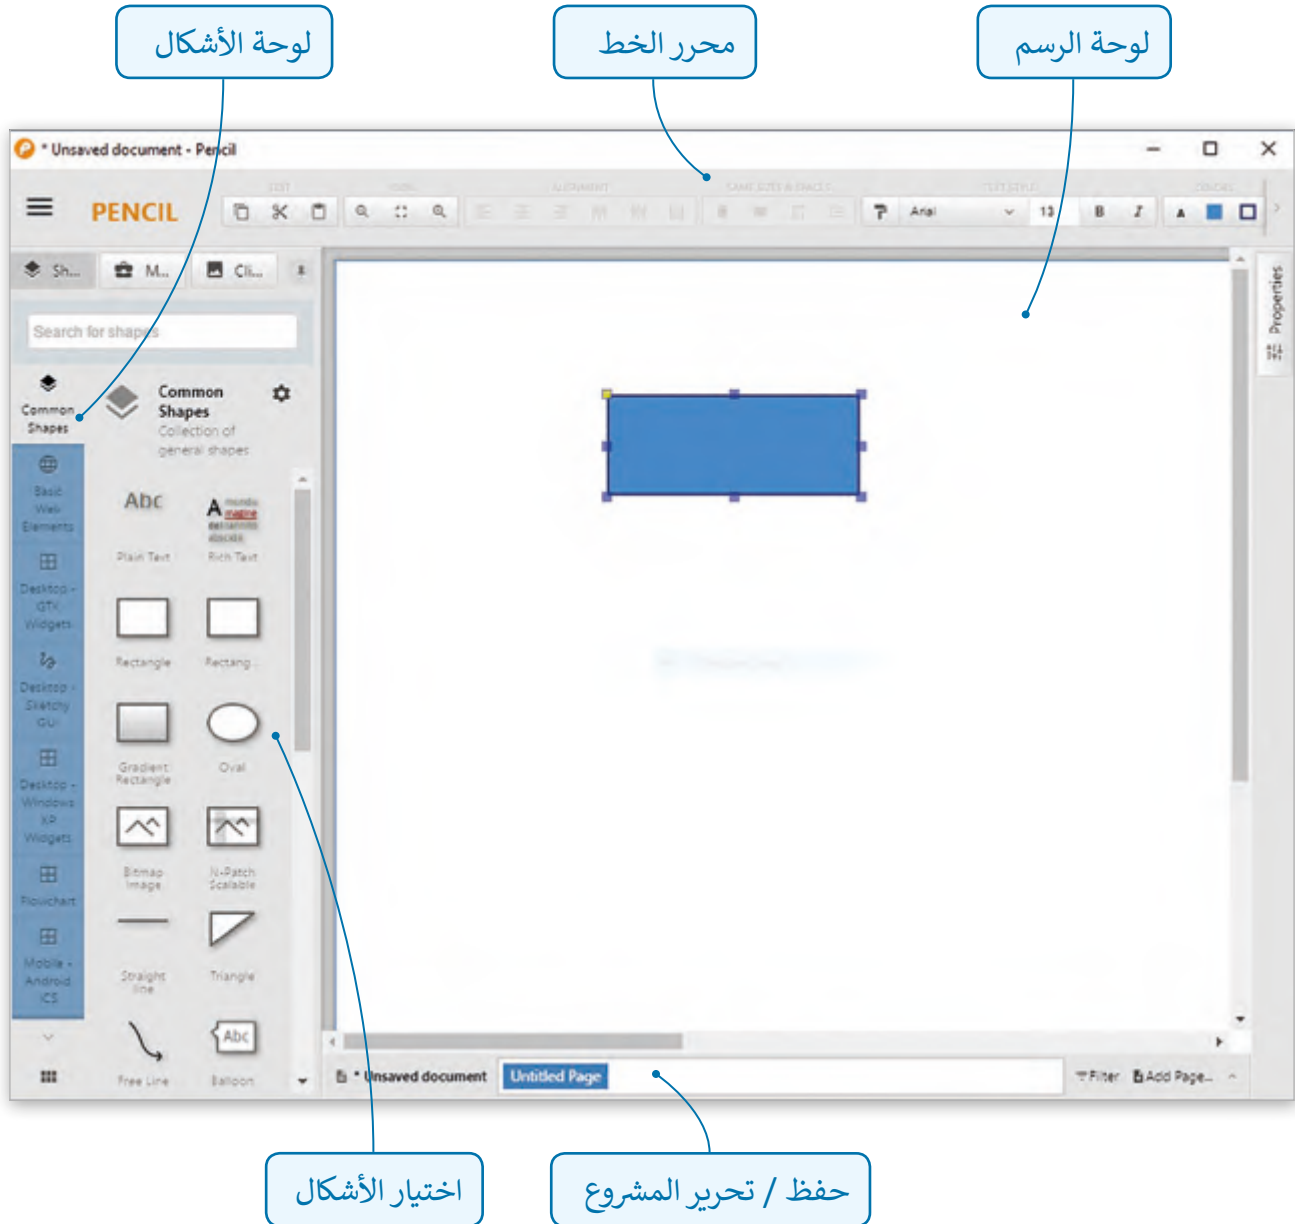 لوحة الرسم
محرر الخط
لوحة الأشكال
* Unsaved document - Pencil
PENCIL
Arial
13
B
I
A
Sh...
M...
Cli...
Properties
Search for shapes
Common
Shapes
Common
Shapes
Collection of
general shapes
Basic
Web
Elements
Desktop -
GTK
Widgets
Desktop -
Sketchy
GUI
Desktop -
Windows
XP
Widgets
Flowchart
Mobile -
Android
ICS
Abc
Plain Text
Rich Text
Rectangle
Rectang...
Gradient
Rectangle
Oval
Bitmap
Image
N-Patch
Scalable
Straight
line
Triangle
Free Line
Abc
Balloon
* Unsaved document
Untitled Page
Filter
Add Page...
حفظ / تحرير المشروع
اختيار الأشكال